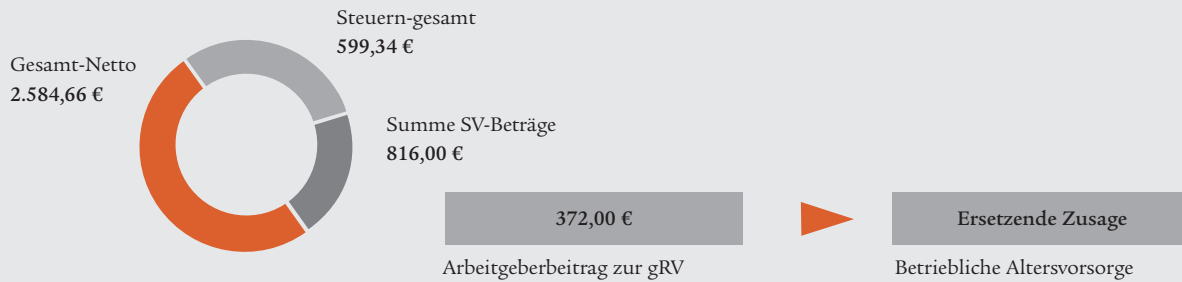 Steuern-gesamt
599,34 €
Gesamt-Netto
2.584,66 €
Summe SV-Beträge
816,00 €
372,00 €
Arbeitgeberbeitrag zur gRV
Ersetzende Zusage
Betriebliche Altersvorsorge